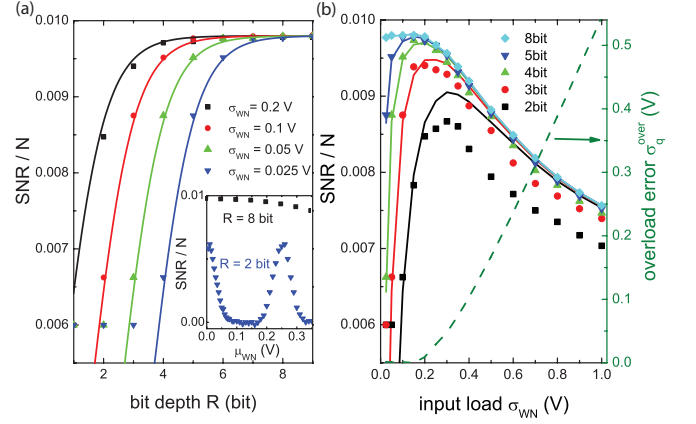 (a)
SNR / N
0.010
0.009
0.008
0.007
0.006
2
4
6
8
bit depth R (bit)
σWN = 0.2 V
σWN = 0.1 V
σWN = 0.05 V
σWN = 0.025 V
SNR / N
0.01
0.00
R = 8 bit
R = 2 bit
0.0
0.2
0.3
μWN (V)
(b)
SNR / N
0.010
0.009
0.008
0.007
0.006
0.0
0.2
0.4
0.6
0.8
1.0
input load σWN (V)
8bit
5bit
4bit
3bit
2bit
0.5
0.4
0.3
0.2
0.1
0.0
overload error σq over (V)